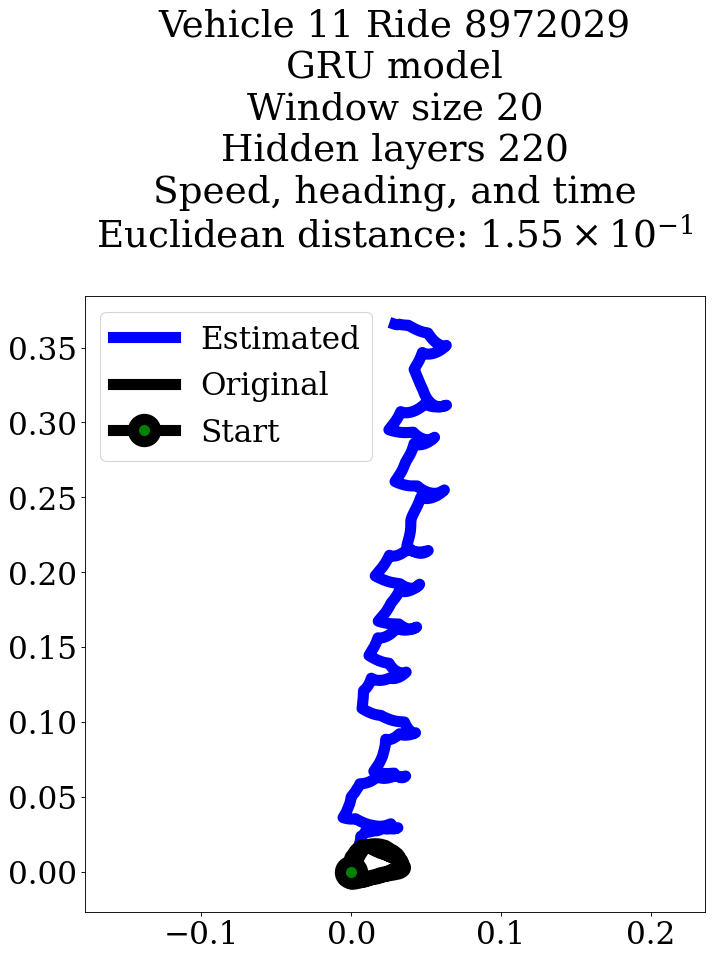 Vehicle 11 Ride 8972029
GRU model
Window size 20
Hidden layers 220
Speed, heading, and time
Euclidean distance: 1.55 × 10⁻¹
Estimated
Original
Start
0.35
0.30
0.25
0.20
0.15
0.10
0.05
0.00
−0.1 0.0 0.1 0.2